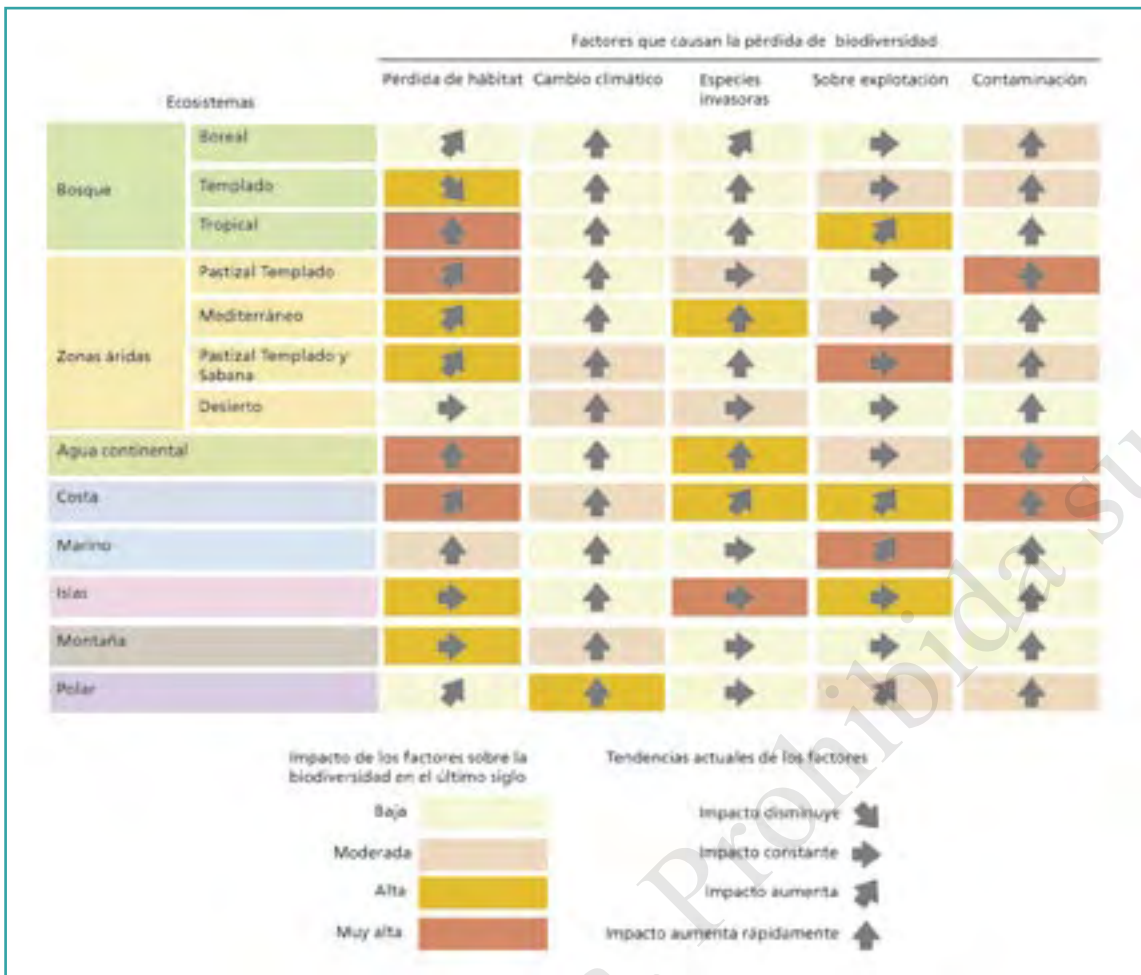 Factores que causan la pérdida de biodiversidad
Pérdida de hábitat Cambio climático Especies invasoras Sobre explotación Contaminación
Ecosistemas
Bosque
Boreal
Templado
Tropical
Zonas áridas
Pastizal Templado
Mediterráneo
Pastizal Templado y
Sabana
Desierto
Agua continental
Costa
Marino
Islas
Montaña
Polar
Impacto de los factores sobre la
biodiversidad en el último siglo
Baja
Moderada
Alta
Muy alta
Tendencias actuales de los factores
Impacto disminuye
Impacto constante
Impacto aumenta
Impacto aumenta rápidamente
Prohibida